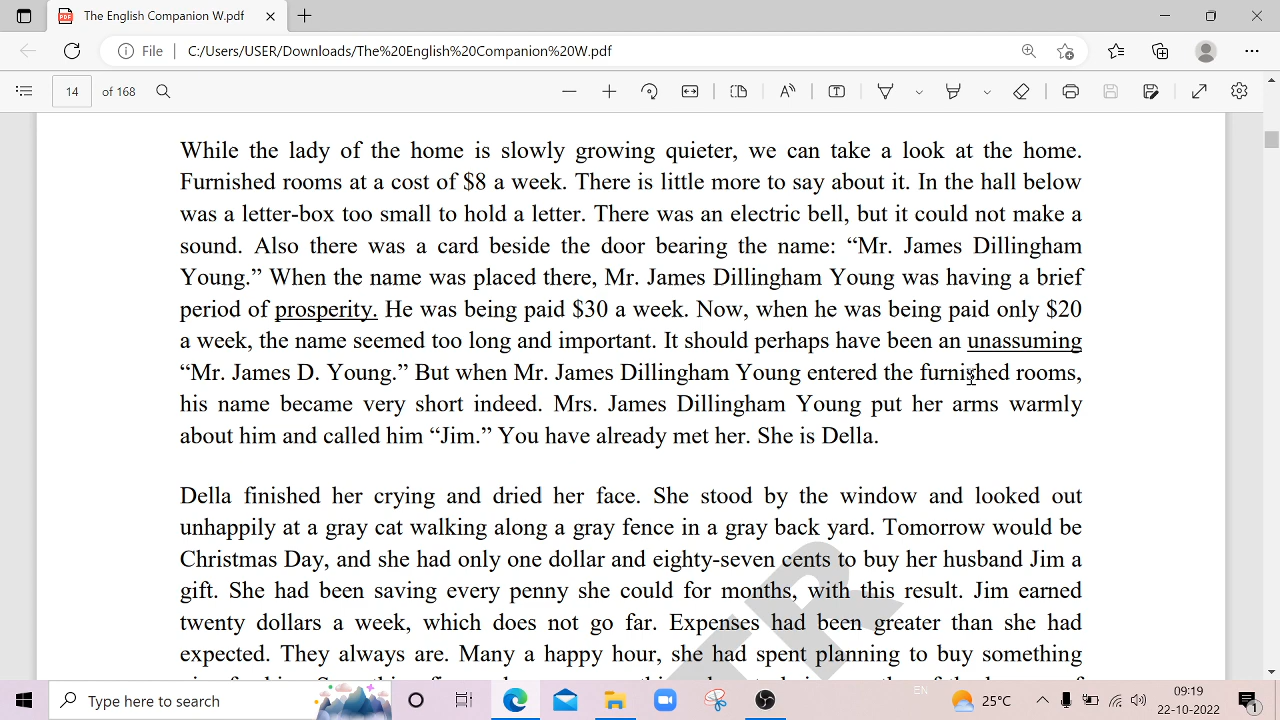 The English Companion W.pdf
File C:/Users/USER/Downloads/The%20English%20Companion%20W.pdf
14 of 168
While the lady of the home is slowly growing quieter, we can take a look at the home.
Furnished rooms at a cost of $8 a week. There is little more to say about it. In the hall below
was a letter-box too small to hold a letter. There was an electric bell, but it could not make a
sound. Also there was a card beside the door bearing the name: “Mr. James Dillingham
Young.” When the name was placed there, Mr. James Dillingham Young was having a brief
period of prosperity. He was being paid $30 a week. Now, when he was being paid only $20
a week, the name seemed too long and important. It should perhaps have been an unassuming
“Mr. James D. Young.” But when Mr. James Dillingham Young entered the furnished rooms,
his name became very short indeed. Mrs. James Dillingham Young put her arms warmly
about him and called him “Jim.” You have already met her. She is Della.
Della finished her crying and dried her face. She stood by the window and looked out
unhappily at a gray cat walking along a gray fence in a gray back yard. Tomorrow would be
Christmas Day, and she had only one dollar and eighty-seven cents to buy her husband Jim a
gift. She had been saving every penny she could for months, with this result. Jim earned
twenty dollars a week, which does not go far. Expenses had been greater than she had
expected. They always are. Many a happy hour, she had spent planning to buy something
Type here to search
EN
25°C
09:19
22-10-2022
1